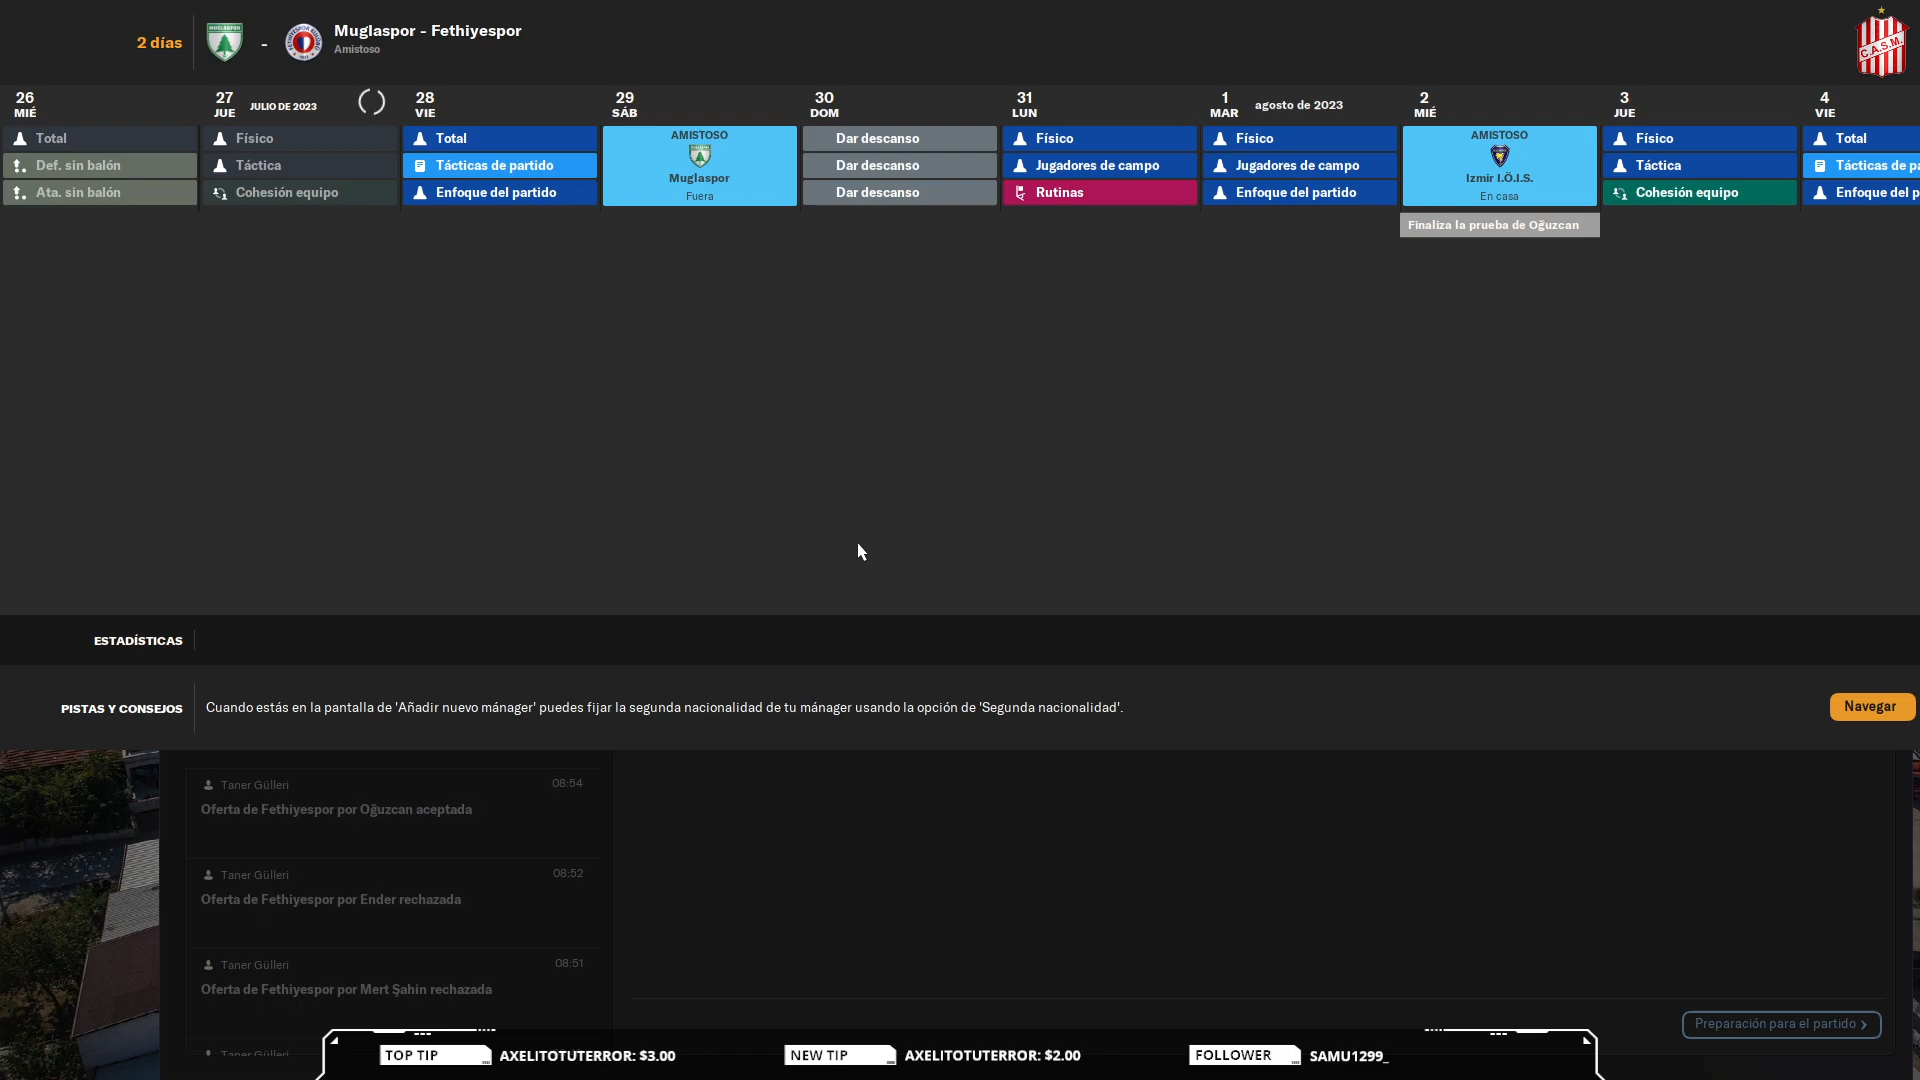 2 días
MUGLASPOR
-
Muglaspor - Fethiyespor
Amistoso
C.A.S.M.
26
MIÉ
27
JUE
JULIO DE 2023
28
VIE
29
SÁB
30
DOM
31
LUN
1
MAR
agosto de 2023
2
MIÉ
3
JUE
4
VIE
Total
Def. sin balón
Ata. sin balón
Físico
Táctica
Cohesión equipo
Total
Tácticas de partido
Enfoque del partido
AMISTOSO
Muglaspor
Fuera
Dar descanso
Dar descanso
Dar descanso
Físico
Jugadores de campo
Rutinas
Físico
Jugadores de campo
Enfoque del partido
AMISTOSO
Izmir I.Ö.I.S.
En casa
Finaliza la prueba de Oğuzcan
Físico
Táctica
Cohesión equipo
Total
Tácticas de pa
Enfoque del p
ESTADÍSTICAS
PISTAS Y CONSEJOS
Cuando estás en la pantalla de 'Añadir nuevo mánager' puedes fijar la segunda nacionalidad de tu mánager usando la opción de 'Segunda nacionalidad'.
Navegar
Taner Gülleri
08:54
Oferta de Fethiyespor por Oğuzcan aceptada
Taner Gülleri
08:52
Oferta de Fethiyespor por Ender rechazada
Taner Gülleri
08:51
Oferta de Fethiyespor por Mert Şahin rechazada
Taner Gülleri
Preparación para el partido
TOP TIP
AXELITOTUTERROR: $3.00
NEW TIP
AXELITOTUTERROR: $2.00
FOLLOWER
SAMU1299_